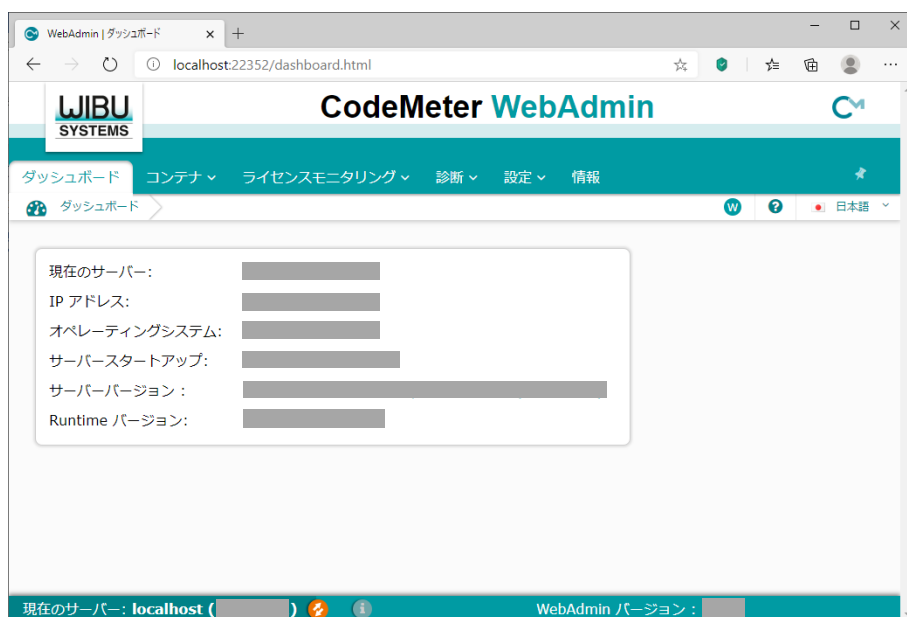 WebAdmin | ダッシュボード
localhost:22352/dashboard.html
WIBU
SYSTEMS
CodeMeter WebAdmin
CM
ダッシュボード コンテナ ライセンスモニタリング 診断 設定 情報
ダッシュボード W ? 日本語
現在のサーバー:
IP アドレス:
オペレーティングシステム:
サーバースタートアップ:
サーバーバージョン :
Runtime バージョン:
現在のサーバー: localhost ( ) i WebAdmin バージョン :